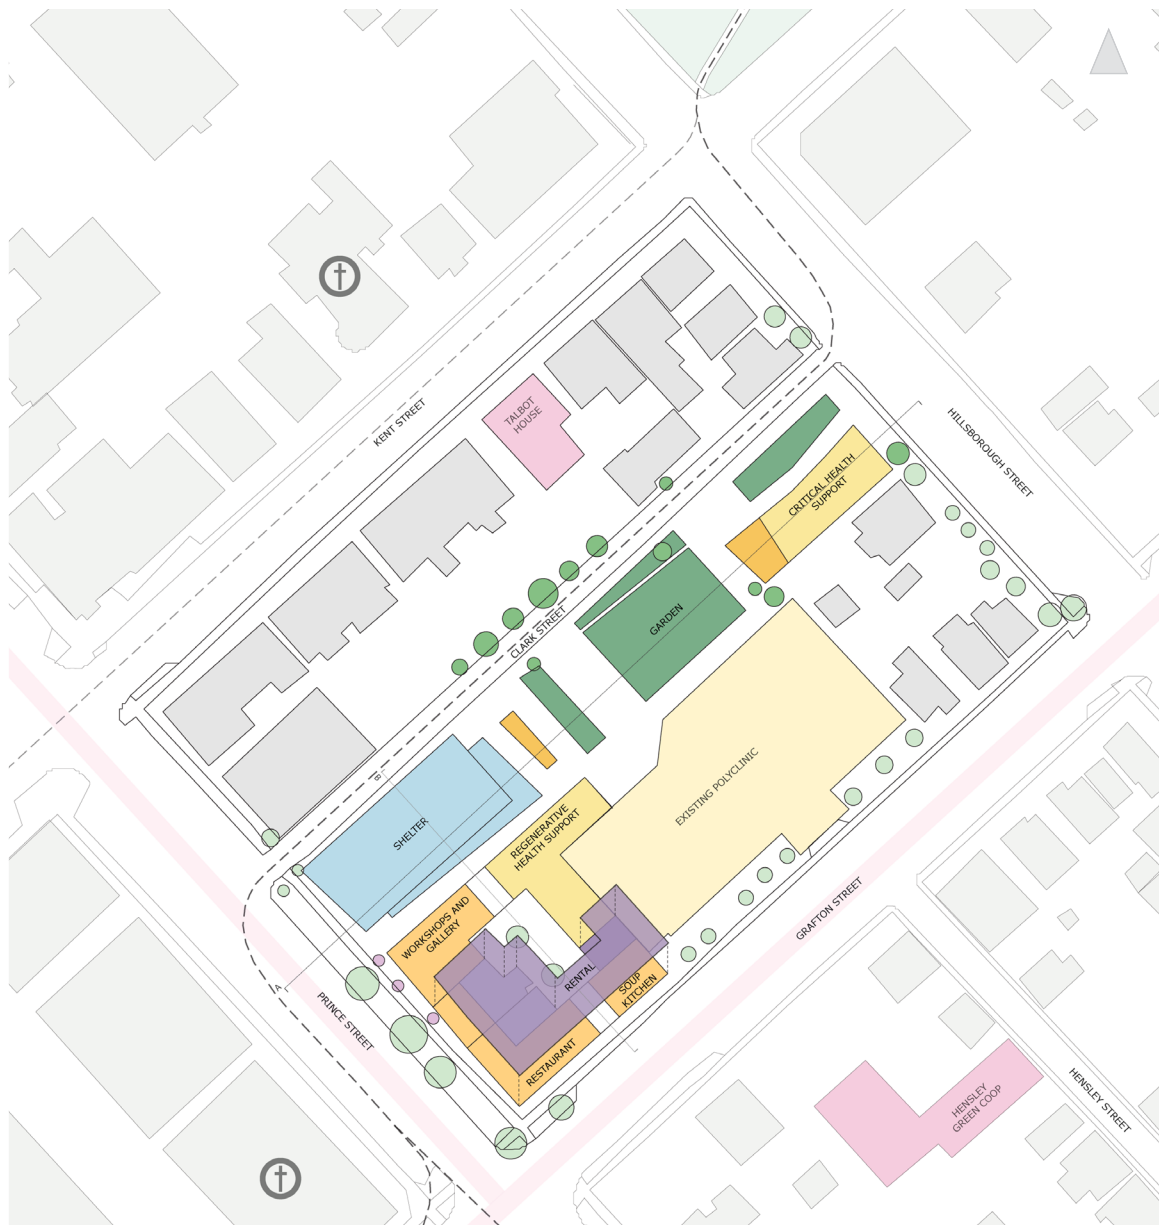 KENT STREET
TALBOT
HOUSE
HILLSBOROUGH STREET
CRITICAL HEALTH
SUPPORT
CLARK STREET
GARDEN
B
SHELTER
REGENERATIVE
HEALTH SUPPORT
EXISTING POLYCLINIC
WORKSHOPS AND
GALLERY
GRAFTON STREET
A
PRINCE STREET
RENTAL
SOUP
KITCHEN
RESTAURANT
HENSLEY
GREEN COOP
HENSLEY STREET